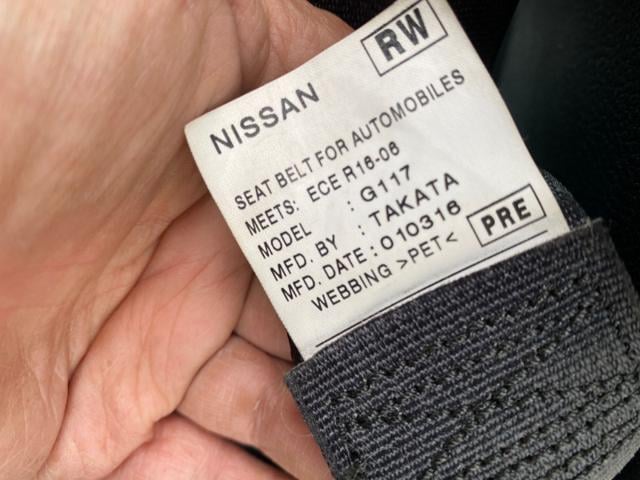 RW
NISSAN
SEAT BELT FOR AUTOMOBILES
MEETS: ECE R16-06
MODEL : G117
MFD. BY : TAKATA
MFD. DATE : 010316
WEBBING >PET< PRE